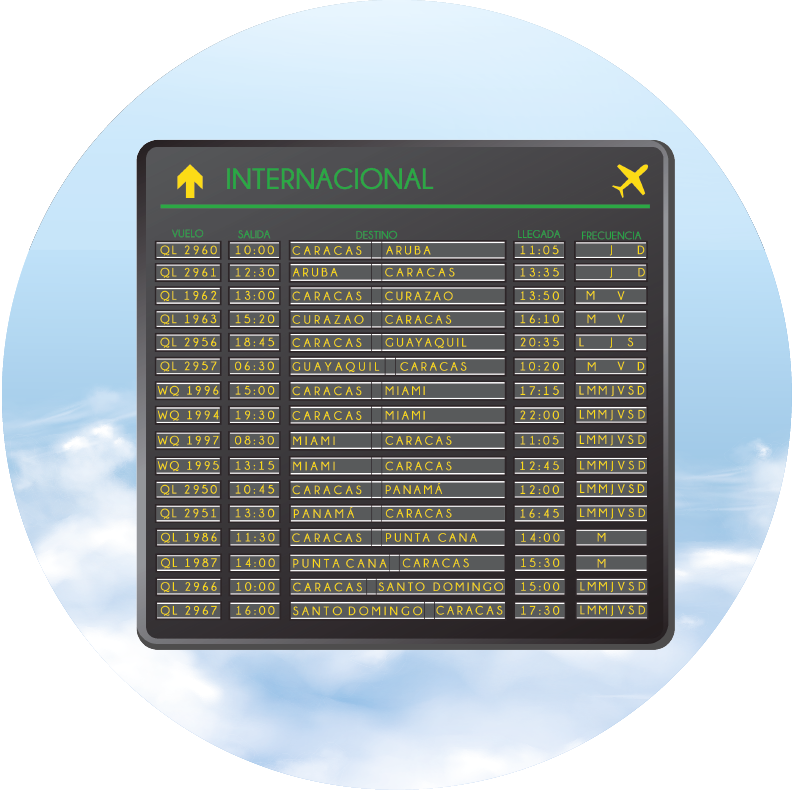 INTERNACIONAL
VUELO SALIDA DESTINO LLEGADA FRECUENCIA
QL 2960 10:00 CARACAS ARUBA 11:05 J D
QL 2961 12:30 ARUBA CARACAS 13:35 J D
QL 1962 13:00 CARACAS CURAZAO 13:50 M V
QL 1963 15:20 CURAZAO CARACAS 16:10 M V
QL 2956 18:45 CARACAS GUAYAQUIL 20:35 L J S
QL 2957 06:30 GUAYAQUIL CARACAS 10:20 M V D
WQ 1996 15:00 CARACAS MIAMI 17:15 LMMJVSD
WQ 1994 19:30 CARACAS MIAMI 22:00 LMMJVSD
WQ 1997 08:30 MIAMI CARACAS 11:05 LMMJVSD
WQ 1995 13:15 MIAMI CARACAS 12:45 LMMJVSD
QL 2950 10:45 CARACAS PANAMÁ 12:00 LMMJVSD
QL 2951 13:30 PANAMÁ CARACAS 16:45 LMMJVSD
QL 1986 11:30 CARACAS PUNTA CANA 14:00 M
QL 1987 14:00 PUNTA CANA CARACAS 15:30 M
QL 2966 10:00 CARACAS SANTO DOMINGO 15:00 LMMJVSD
QL 2967 16:00 SANTO DOMINGO CARACAS 17:30 LMMJVSD